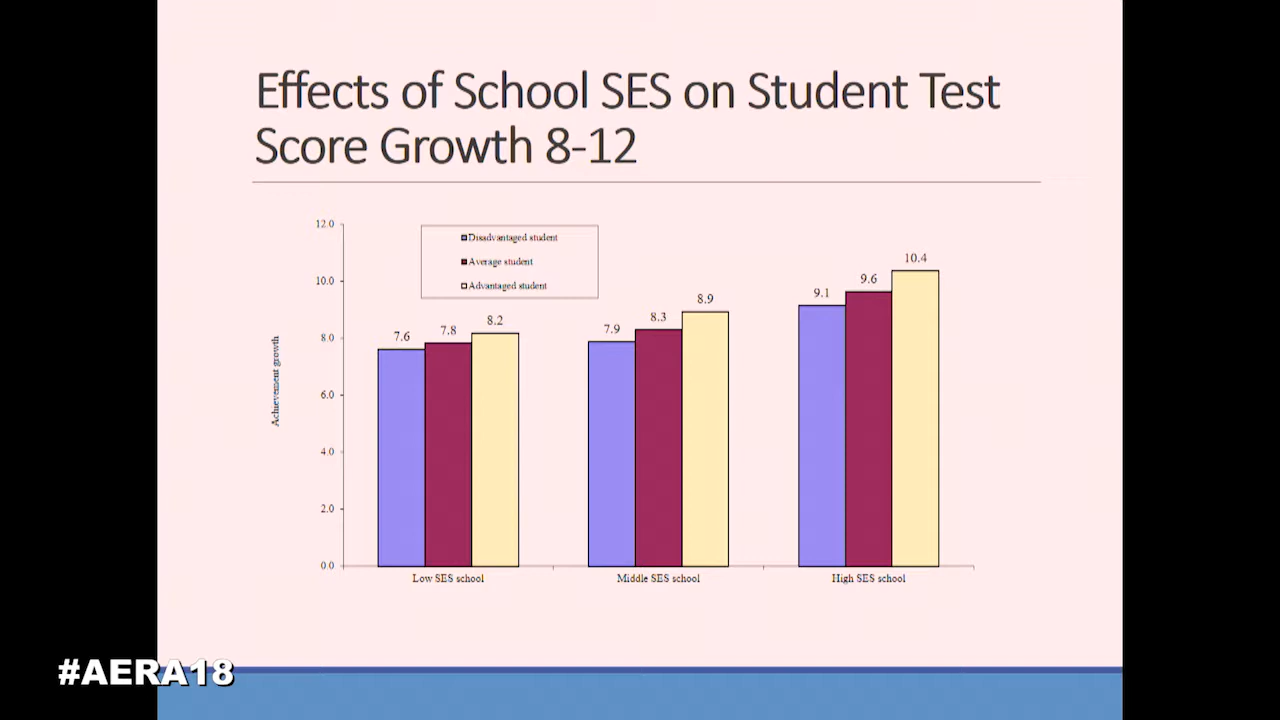 Effects of School SES on Student Test
Score Growth 8-12
12.0
10.0
8.0
6.0
4.0
2.0
0.0
Achievement growth
Disadvantaged student
Average student
Advantaged student
7.6
7.8
8.2
7.9
8.3
8.9
9.1
9.6
10.4
Low SES school
Middle SES school
High SES school
#AERA18